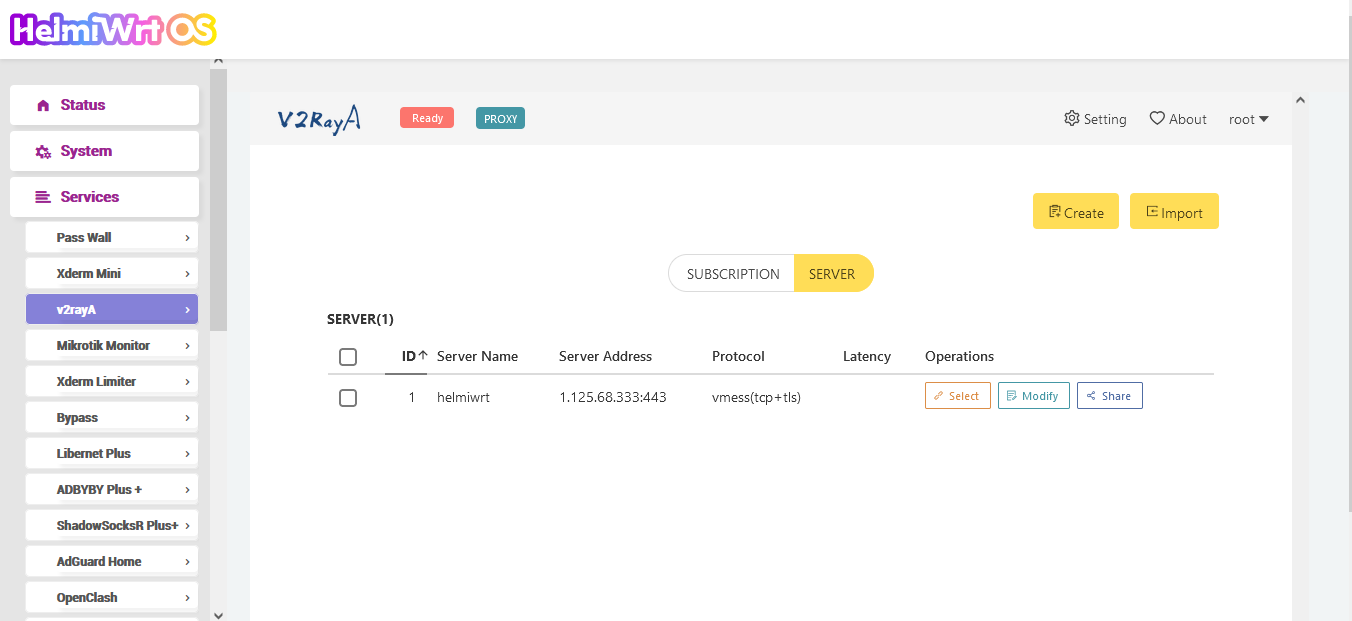 HelmiWrt OS
Status
System
Services
Pass Wall
Xderm Mini
v2rayA
Mikrotik Monitor
Xderm Limiter
Bypass
Libernet Plus
ADBYBY Plus +
ShadowSocksR Plus+
AdGuard Home
OpenClash
V2RayA Ready PROXY Setting About root
Create Import
SUBSCRIPTION SERVER
SERVER(1)
ID Server Name Server Address Protocol Latency Operations
1 helmiwrt 1.125.68.333:443 vmess(tcp+tls) Select Modify Share